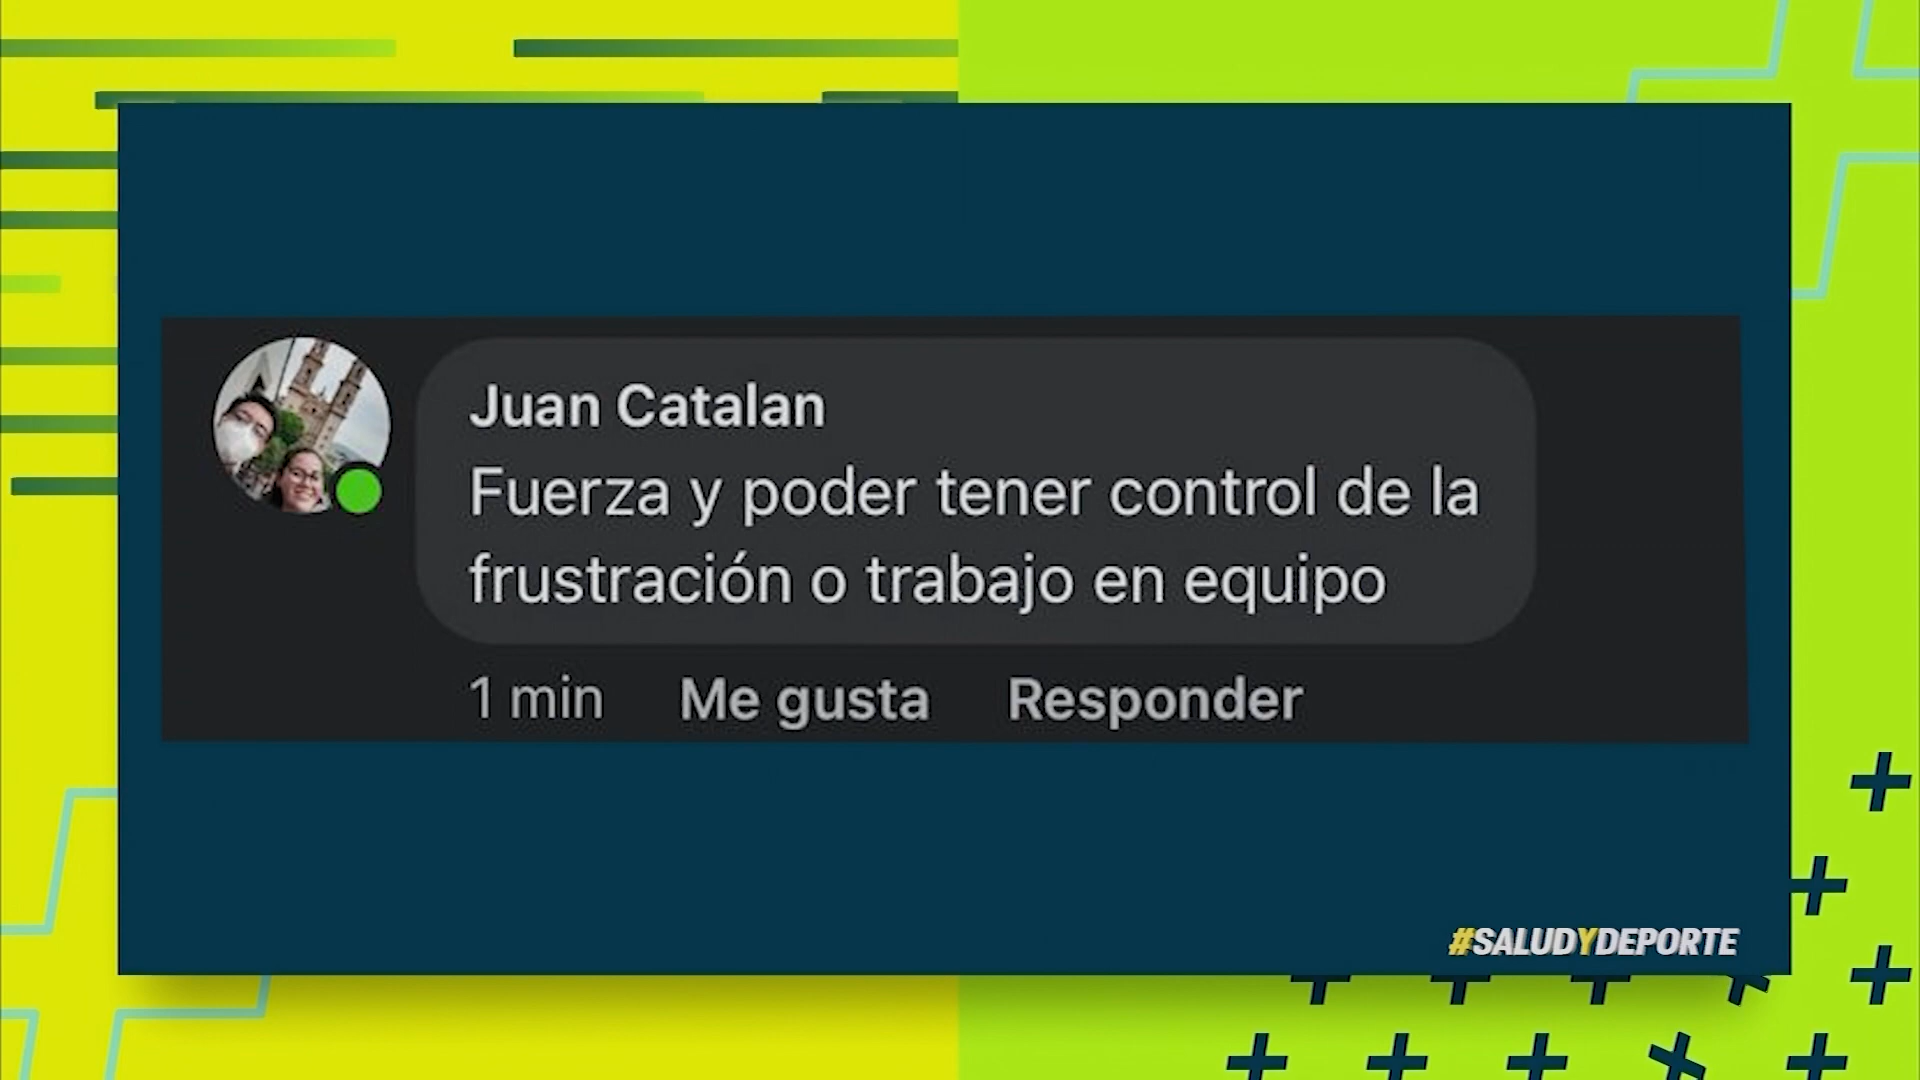 Juan Catalan
Fuerza y poder tener control de la
frustración o trabajo en equipo
1 min Me gusta Responder
#SALUDYDEPORTE